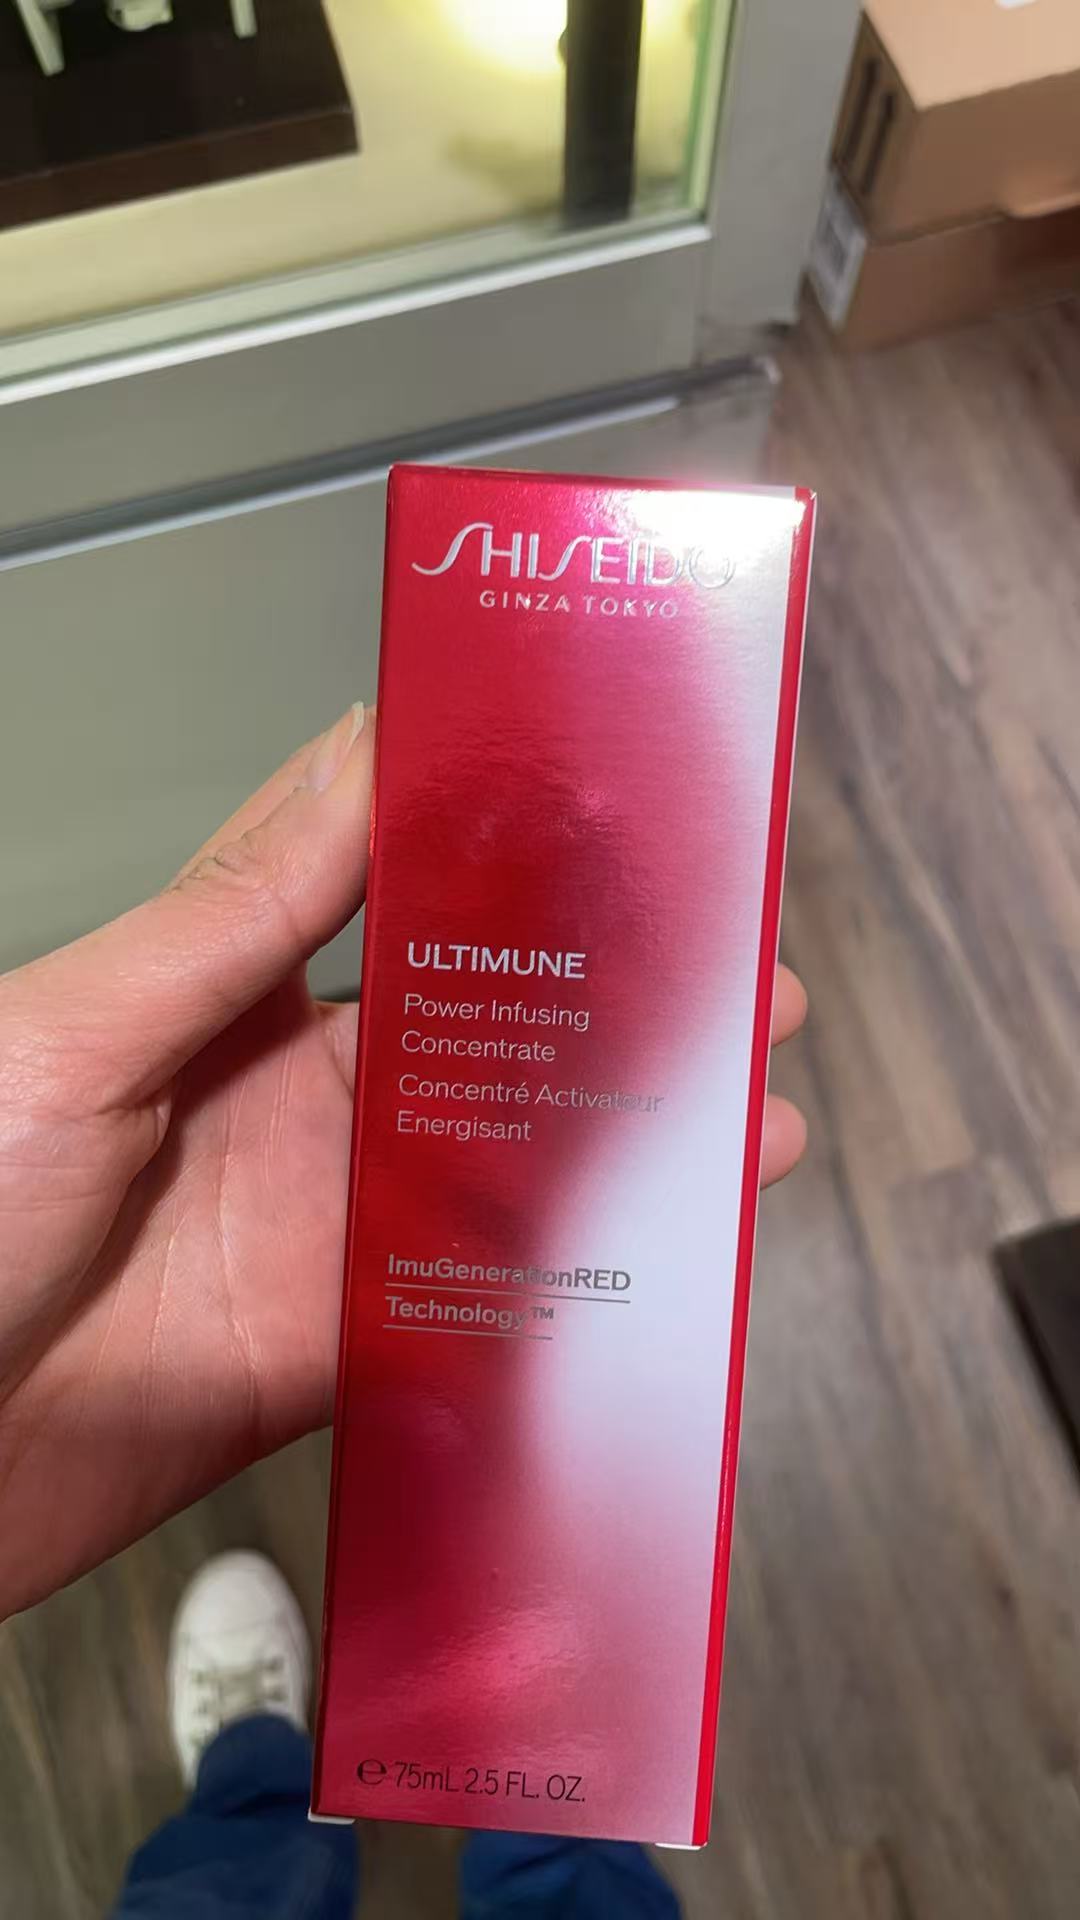 SHISEIDO
GINZA TOKYO
ULTIMUNE
Power Infusing
Concentrate
Concentré Activateur
Energisant
ImuGenerationRED
Technology™
℮ 75mL 2.5 FL. OZ.